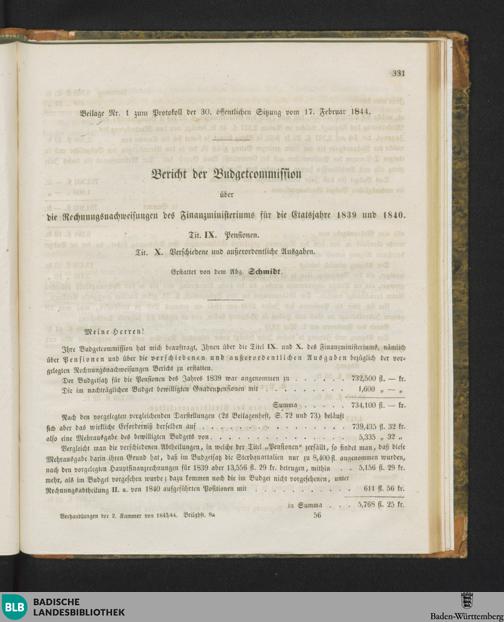 331
Beilage Nr. 1 zum Protokoll der 30. öffentlichen Sitzung vom 17. Februar 1844.
Bericht der Budgetcommission
über
die Rechnungsnachweisungen des Finanzministeriums für die Etatsjahre 1839 und 1840.
Tit. IX. Pensionen.
Tit. X. Verschiedene und außerordentliche Ausgaben.
Erstattet von dem Abg. Schmidt.
Meine Herren!
Ihre Budgetcommission hat mich beauftragt, Ihnen über die Titel IX. und X. des Finanzministeriums, nämlich
über Pensionen und über die verschiedenen und außerordentlichen Ausgaben bezüglich der vor-
gelegten Rechnungsnachweisungen Bericht zu erstatten.
Der Budgetsatz für die Pensionen des Jahres 1839 war angenommen zu . . . . . . 732,500 fl. — kr.
Die im nachträglichen Budget bewilligten Gnadenpensionen mit . . . . . . 1,600 „ — „
Summa . . . . . 734,100 fl. — kr.
Nach den vorgelegten vergleichenden Darstellungen (2t Beilagenheft, S. 72 und 73) beläuft
sich aber das wirkliche Erforderniß derselben auf . . . . . . 739,435 fl. 32 kr.
also eine Mehrausgabe des bewilligten Budgets von . . . . . . 5,335 „ 32 „
Vergleicht man die verschiedenen Abtheilungen, in welche der Titel „Pensionen“ zerfällt, so findet man, daß diese
Mehrausgabe darin ihren Grund hat, daß im Budgetsatz die Sterbquartalien nur zu 8,400 fl. angenommen wurden,
nach den vorgelegten Hauptfinanzrechnungen für 1839 aber 13,556 fl. 29 kr. betrugen, mithin . . . 5,156 fl. 29 kr.
mehr, als im Budget vorgesehen wurde; dazu kommen noch die im Budget nicht vorgesehenen, unter
Rechnungsabtheilung II. a. von 1840 aufgeführten Positionen mit . . . . . . 611 fl. 56 kr.
in Summa . . . 5,768 fl. 25 kr.
Verhandlungen der 2. Kammer von 1843/44. Beilghft. 8a 56
BLB BADISCHE
LANDESBIBLIOTHEK
Baden-Württemberg